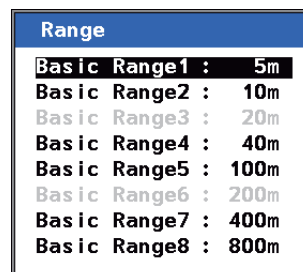 Range
Basic Range1 : 5m
Basic Range2 : 10m
Basic Range3 : 20m
Basic Range4 : 40m
Basic Range5 : 100m
Basic Range6 : 200m
Basic Range7 : 400m
Basic Range8 : 800m